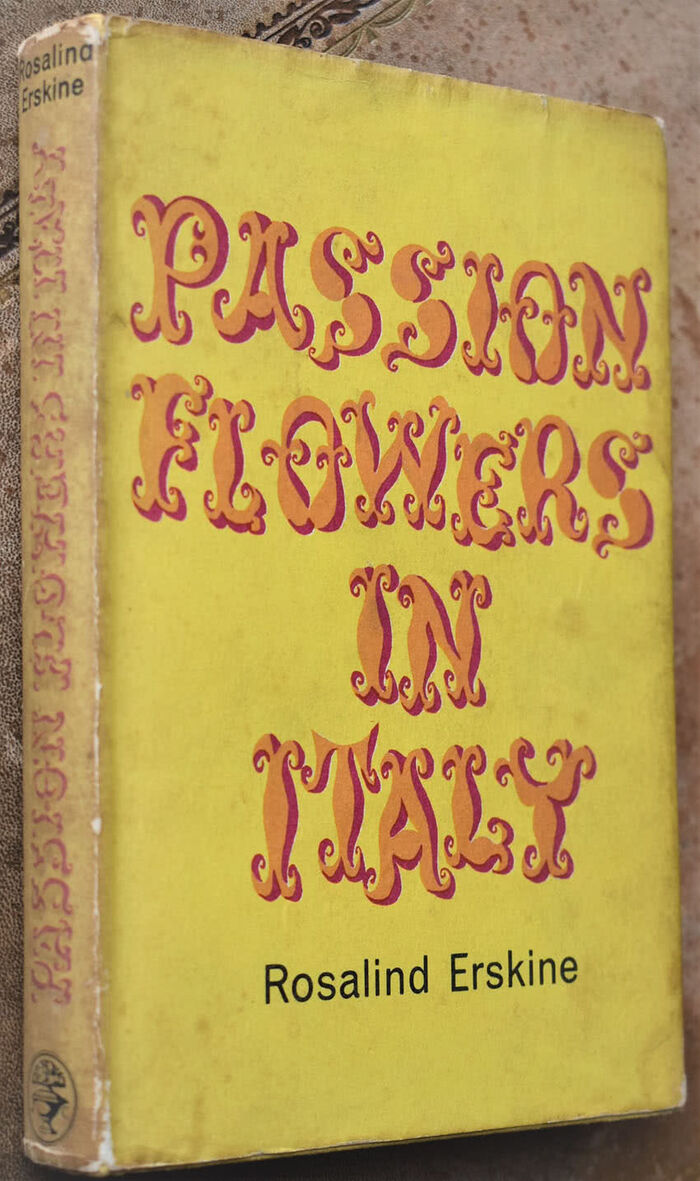 Rosalind
Erskine
PASSION FLOWERS IN ITALY
PASSION
FLOWERS
IN
ITALY
Rosalind Erskine